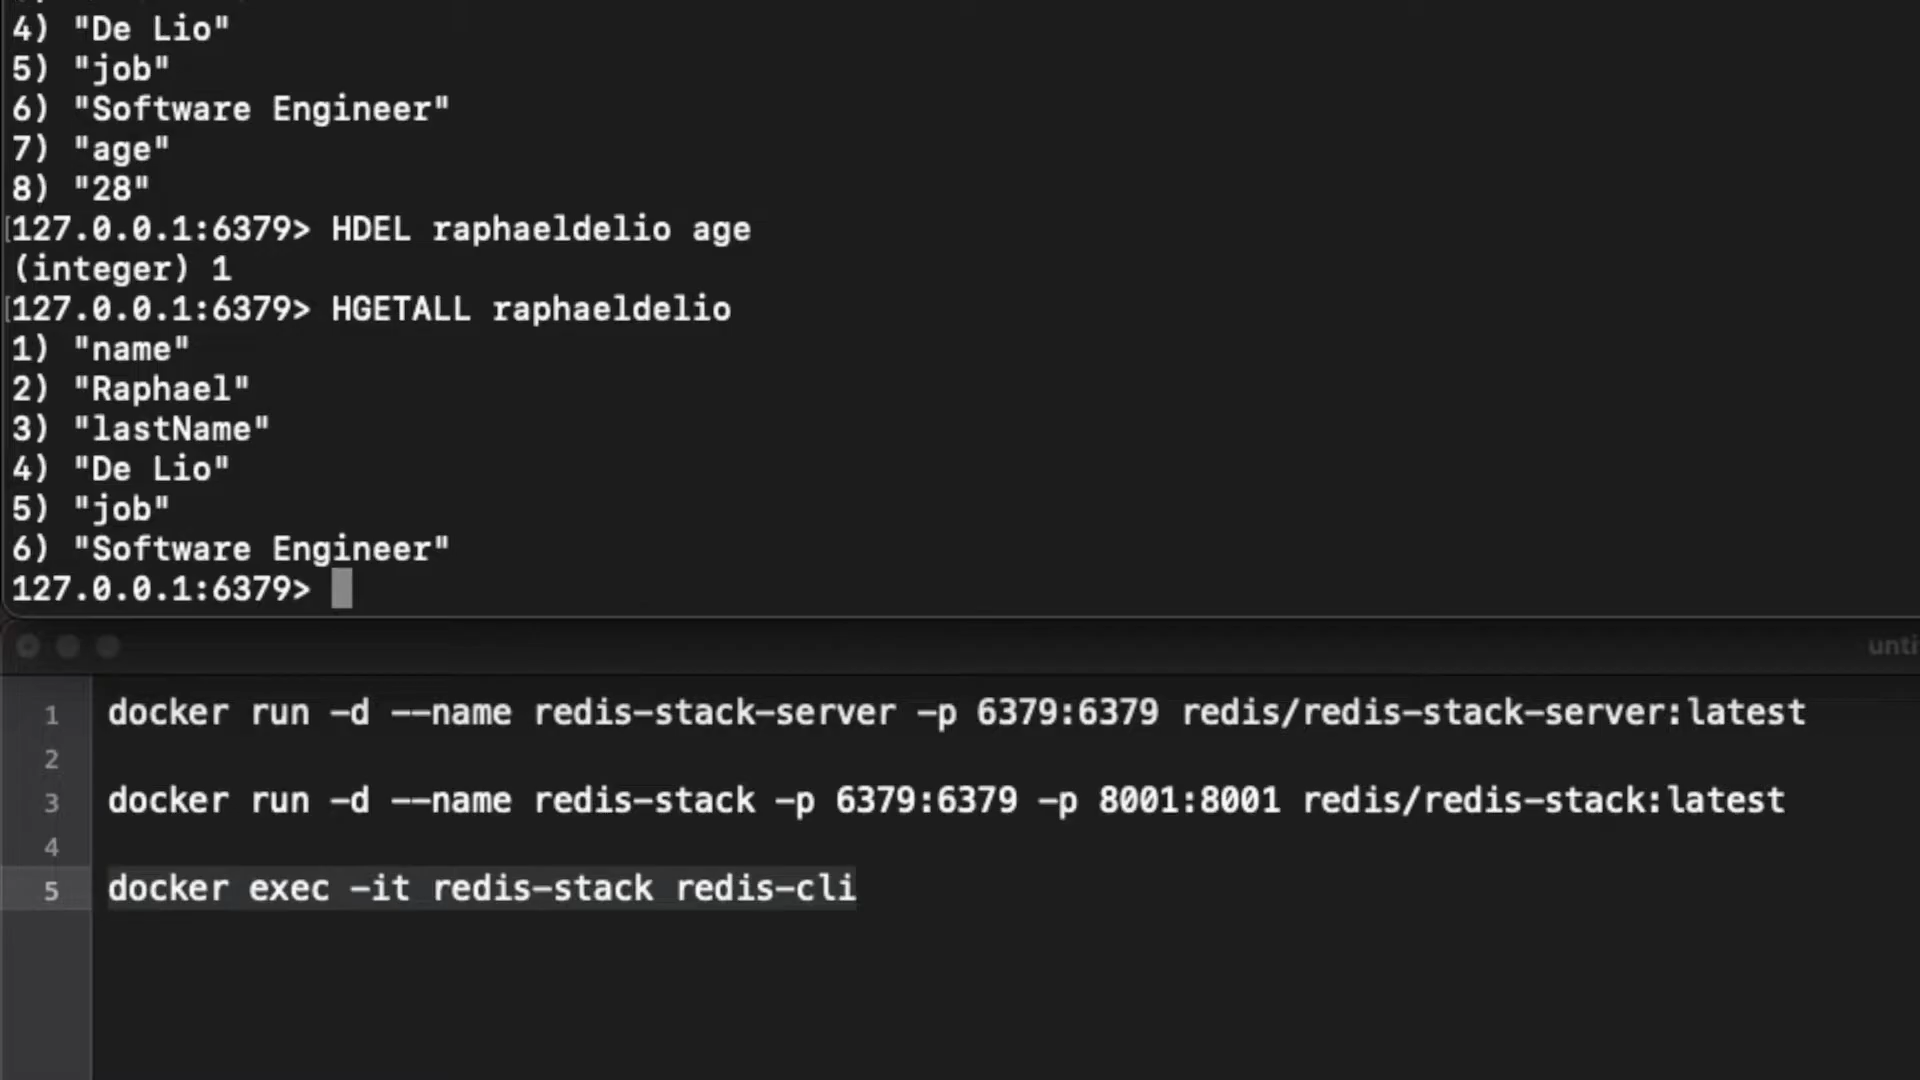 4) "De Lio"
5) "job"
6) "Software Engineer"
7) "age"
8) "28"
[127.0.0.1:6379> HDEL raphaeldelio age
(integer) 1
[127.0.0.1:6379> HGETALL raphaeldelio
1) "name"
2) "Raphael"
3) "lastName"
4) "De Lio"
5) "job"
6) "Software Engineer"
127.0.0.1:6379>
unti
1 docker run -d --name redis-stack-server -p 6379:6379 redis/redis-stack-server:latest
2
3 docker run -d --name redis-stack -p 6379:6379 -p 8001:8001 redis/redis-stack:latest
4
5 docker exec -it redis-stack redis-cli